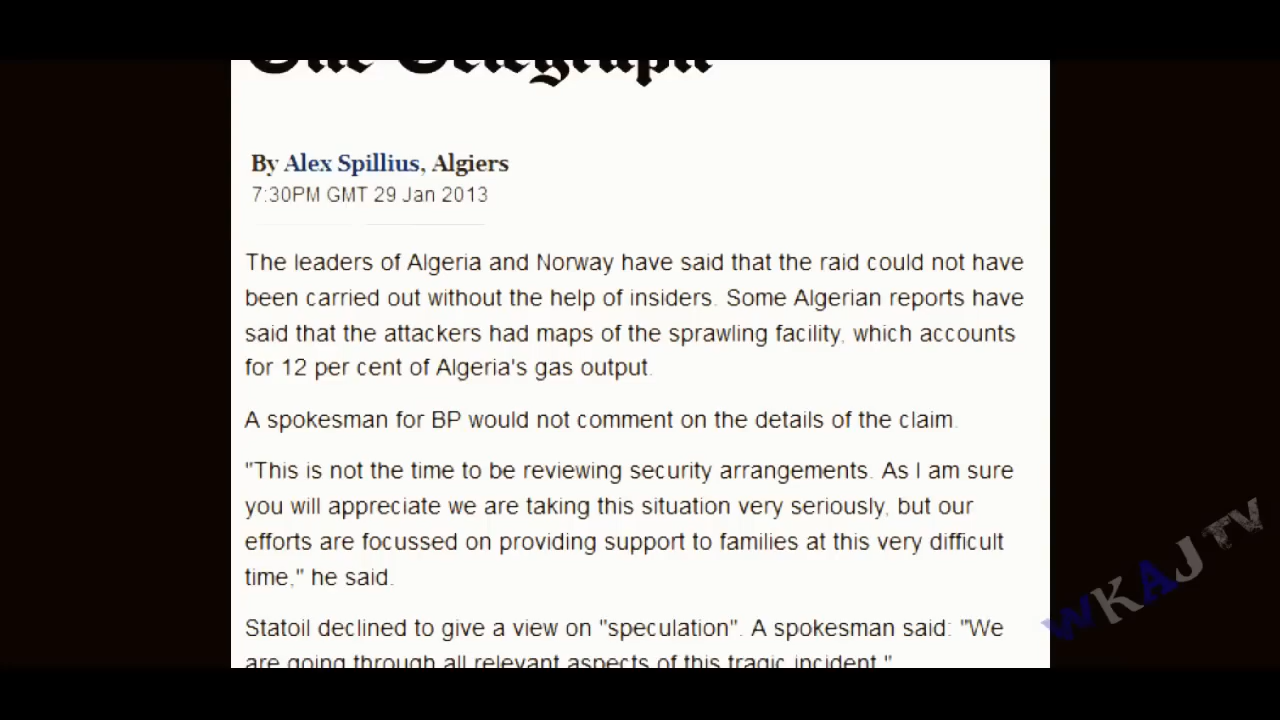 The Telegraph
By Alex Spillius, Algiers
7:30PM GMT 29 Jan 2013
The leaders of Algeria and Norway have said that the raid could not have
been carried out without the help of insiders. Some Algerian reports have
said that the attackers had maps of the sprawling facility, which accounts
for 12 per cent of Algeria's gas output.
A spokesman for BP would not comment on the details of the claim.
"This is not the time to be reviewing security arrangements. As I am sure
you will appreciate we are taking this situation very seriously, but our
efforts are focussed on providing support to families at this very difficult
time," he said.
Statoil declined to give a view on "speculation". A spokesman said: "We
are going through all relevant aspects of this tragic incident."
WKAJ TV